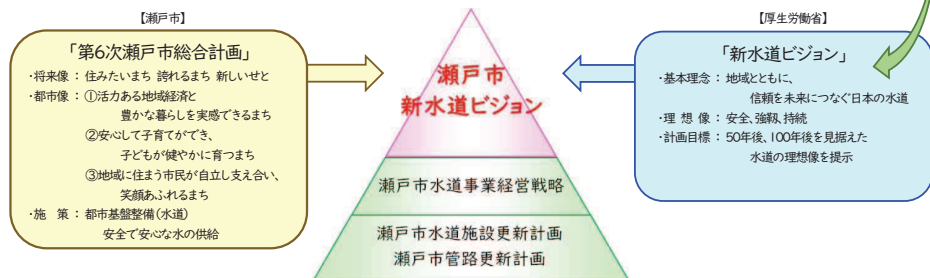 【瀬戸市】
「第6次瀬戸市総合計画」
・将来像：住みたいまち 誇れるまち 新しいせと
・都市像：①活力ある地域経済と
豊かな暮らしを実感できるまち
②安心して子育てができ、
子どもが健やかに育つまち
③地域に住まう市民が自立し支え合い、
笑顔あふれるまち
・施　策：都市基盤整備(水道)
安全で安心な水の供給
瀬戸市
新水道ビジョン
瀬戸市水道事業経営戦略
瀬戸市水道施設更新計画
瀬戸市管路更新計画
【厚生労働省】
「新水道ビジョン」
・基本理念：地域とともに、
信頼を未来につなぐ日本の水道
・理 想 像：安全、強靱、持続
・計画目標：50年後、100年後を見据えた
水道の理想像を提示